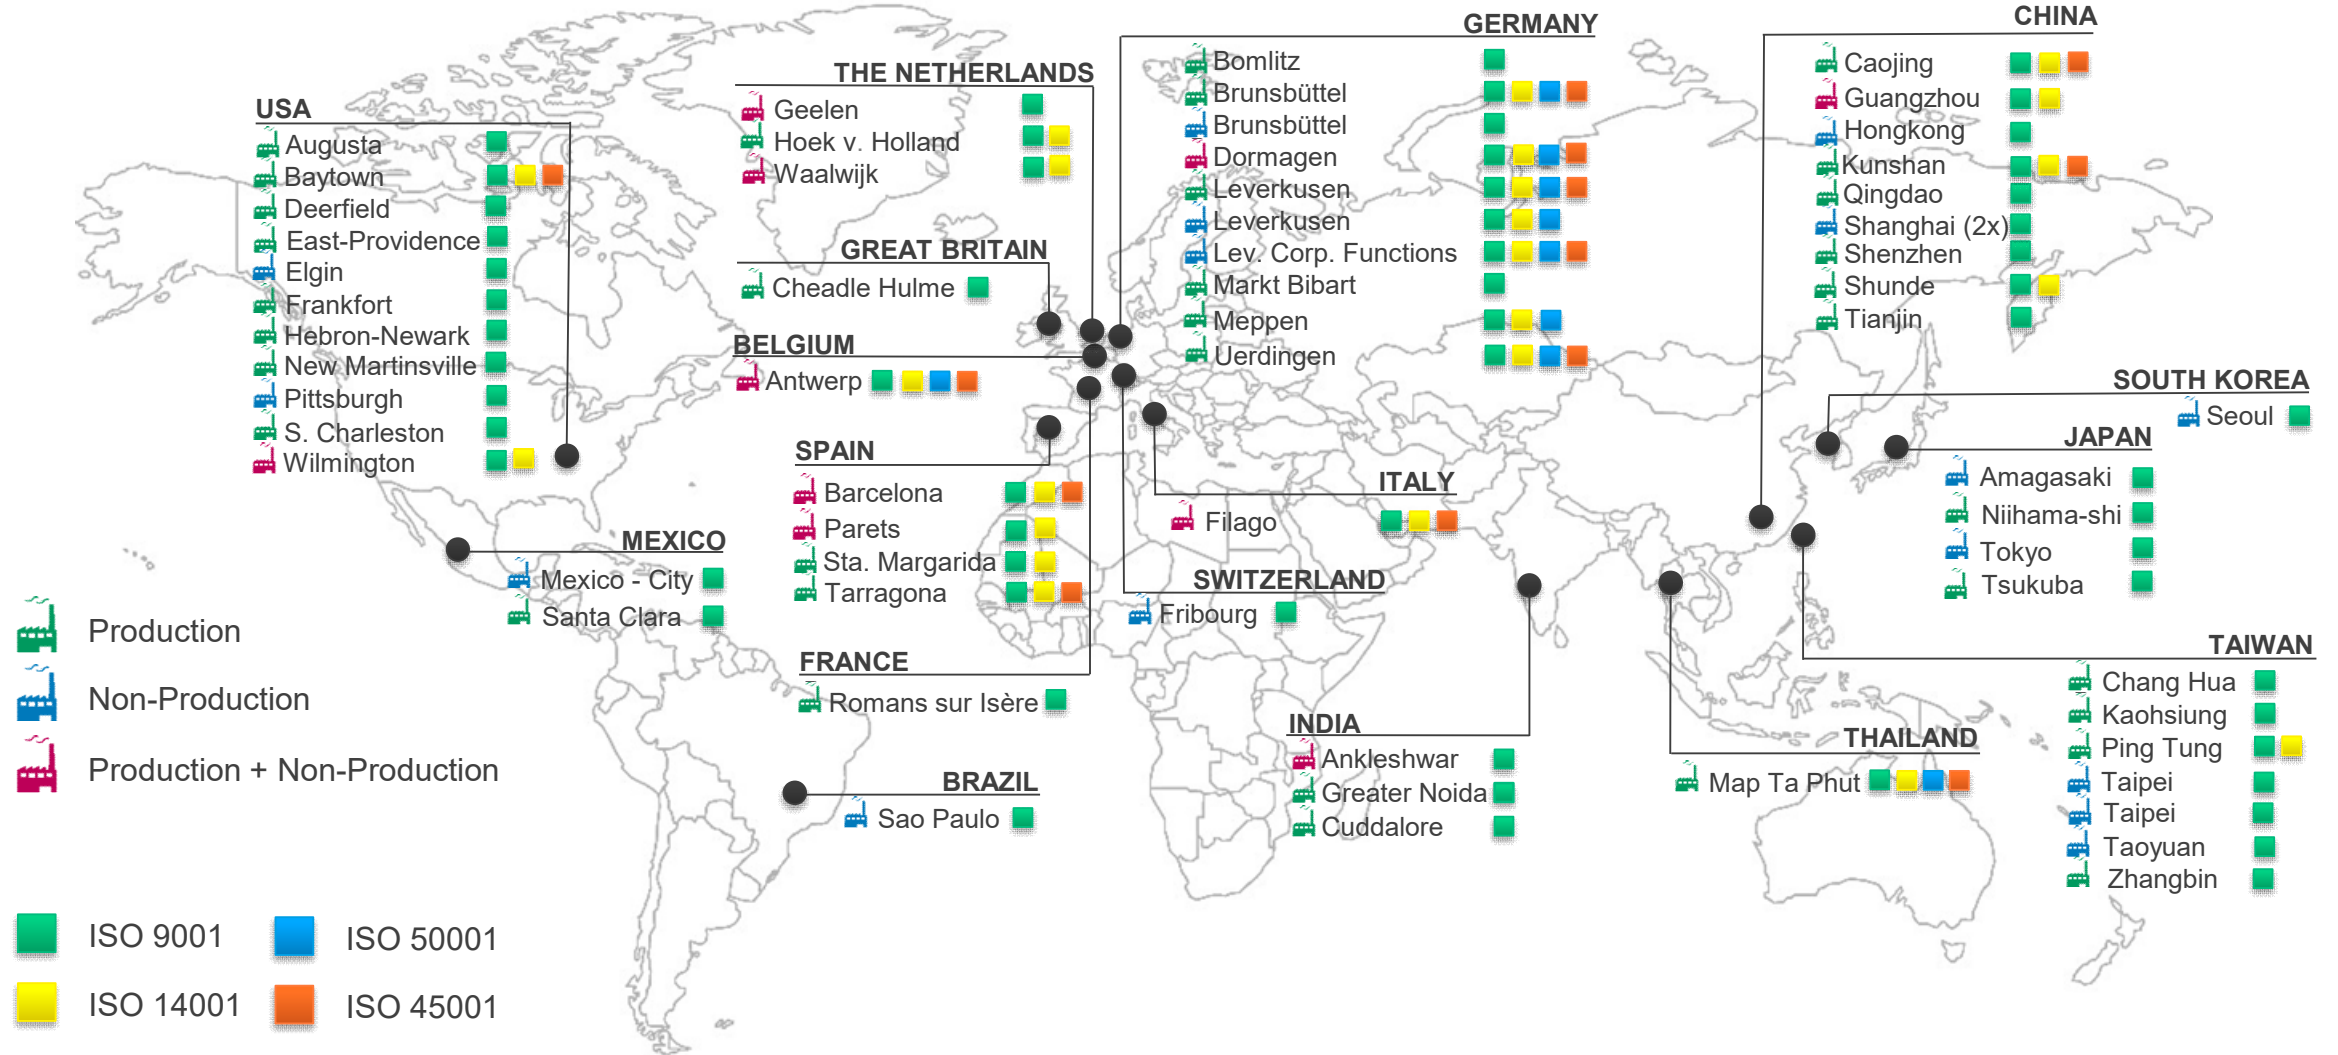 USA
Augusta
Baytown
Deerfield
East-Providence
Elgin
Frankfort
Hebron-Newark
New Martinsville
Pittsburgh
S. Charleston
Wilmington
MEXICO
Mexico - City
Santa Clara
THE NETHERLANDS
Geelen
Hoek v. Holland
Waalwijk
GREAT BRITAIN
Cheadle Hulme
BELGIUM
Antwerp
SPAIN
Barcelona
Parets
Sta. Margarida
Tarragona
FRANCE
Romans sur Isère
BRAZIL
Sao Paulo
GERMANY
Bomlitz
Brunsbüttel
Brunsbüttel
Dormagen
Leverkusen
Leverkusen
Lev. Corp. Functions
Markt Bibart
Meppen
Uerdingen
ITALY
Filago
SWITZERLAND
Fribourg
INDIA
Ankleshwar
Greater Noida
Cuddalore
CHINA
Caojing
Guangzhou
Hongkong
Kunshan
Qingdao
Shanghai (2x)
Shenzhen
Shunde
Tianjin
SOUTH KOREA
Seoul
JAPAN
Amagasaki
Niihama-shi
Tokyo
Tsukuba
TAIWAN
Chang Hua
Kaohsiung
Ping Tung
Taipei
Taipei
Taoyuan
Zhangbin
THAILAND
Map Ta Phut
Production
Non-Production
Production + Non-Production
ISO 9001
ISO 50001
ISO 14001
ISO 45001